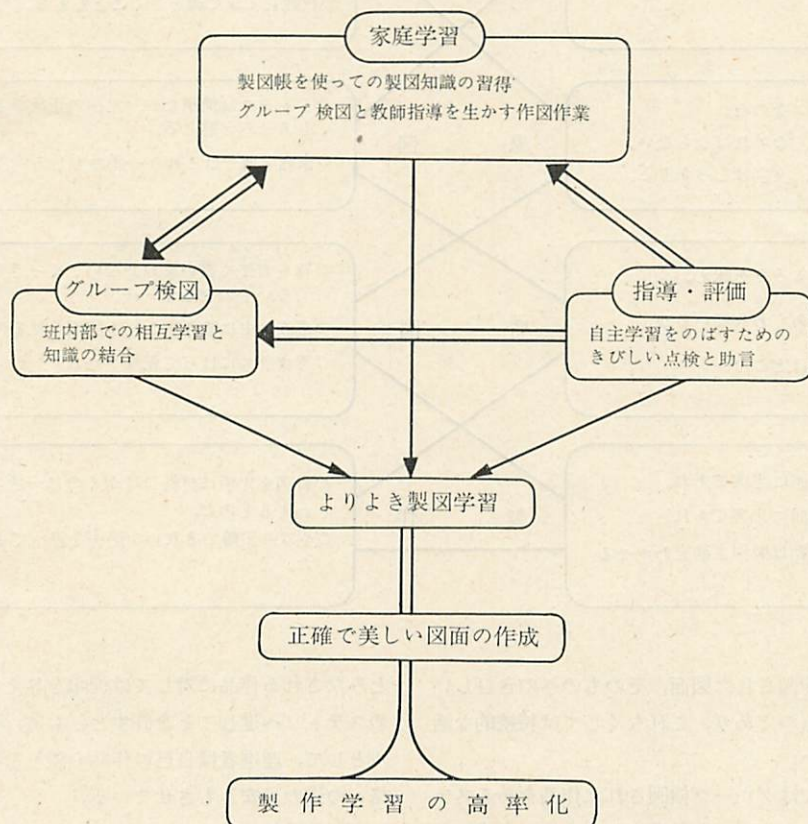 家庭学習
製図帳を使っての製図知識の習得
グループ検図と教師指導を生かす作図作業
グループ検図
班内部での相互学習と
知識の結合
指導・評価
自主学習をのばすための
きびしい点検と助言
よりよき製図学習
正確で美しい図面の作成
製作学習の高率化